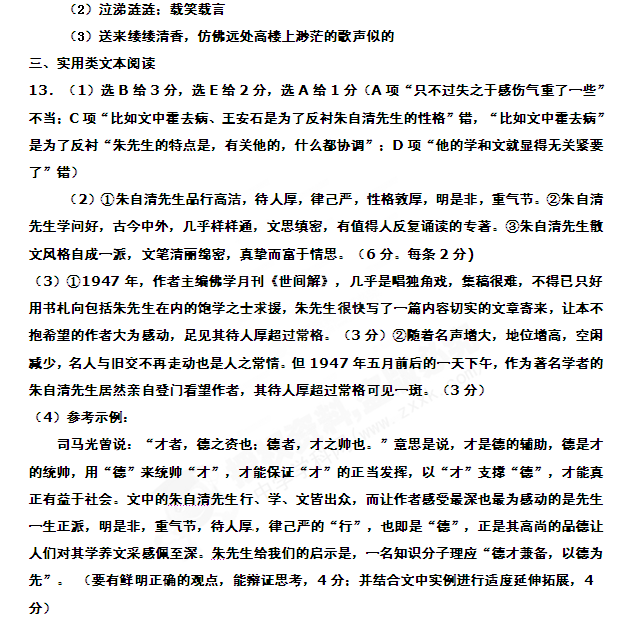 （2）泣涕涟涟；载笑载言
（3）送来缕缕清香，仿佛远处高楼上渺茫的歌声似的
三、实用类文本阅读
13．（1）选 B 给 3 分，选 E 给 2 分，选 A 给 1 分（A 项“只不过失之于感伤气重了一些”
不当；C 项“比如文中霍去病、王安石是为了反衬朱自清先生的性格”错，“比如文中霍去病”
是为了反衬“朱先生的特点是，有关他的，什么都协调”；D 项“他的学和文就显得无关紧要
了”错）
（2）①朱自清先生品行高洁，待人厚，律己严，性格敦厚，明是非，重气节。②朱自清
先生学问好，古今中外，几乎样样通，文思缜密，有值得人反复诵读的专著。③朱自清先生散
文风格自成一派，文笔清丽绵密，真挚而富于情思。（6 分。每条 2 分）
（3）①1947 年，作者主编佛学月刊《世间解》，几乎是唱独角戏，集稿很难，不得已只好
用书札向包括朱先生在内的饱学之士求援，朱先生很快写了一篇内容切实的文章寄来，让本不
抱希望的作者大为感动，足见其待人厚超过常格。（3 分）②随着名声增大，地位增高，空闲
减少，名人与旧交不再走动也是人之常情。但 1947 年五月前后的一天下午，作为著名学者的
朱自清先生居然亲自登门看望作者，其待人厚超过常格可见一斑。（3 分）
（4）参考示例：
司马光曾说：“才者，德之资也；德者，才之帅也。”意思是说，才是德的辅助，德是才
的统帅，用“德”来统帅“才”，才能保证“才”的正当发挥，以“才”支撑“德”，才能真
正有益于社会。文中的朱自清先生行、学、文皆出众，而让作者感受最深也最为感动的是先生
一生正派，明是非，重气节，待人厚，律己严的“行”，也即是“德”，正是其高尚的品德让
人们对其学养文采感佩至深。朱先生给我们的启示是，一名知识分子理应“德才兼备，以德为
先”。（要有鲜明正确的观点，能辩证思考，4 分；并结合文中实例进行适度延伸拓展，4
分）